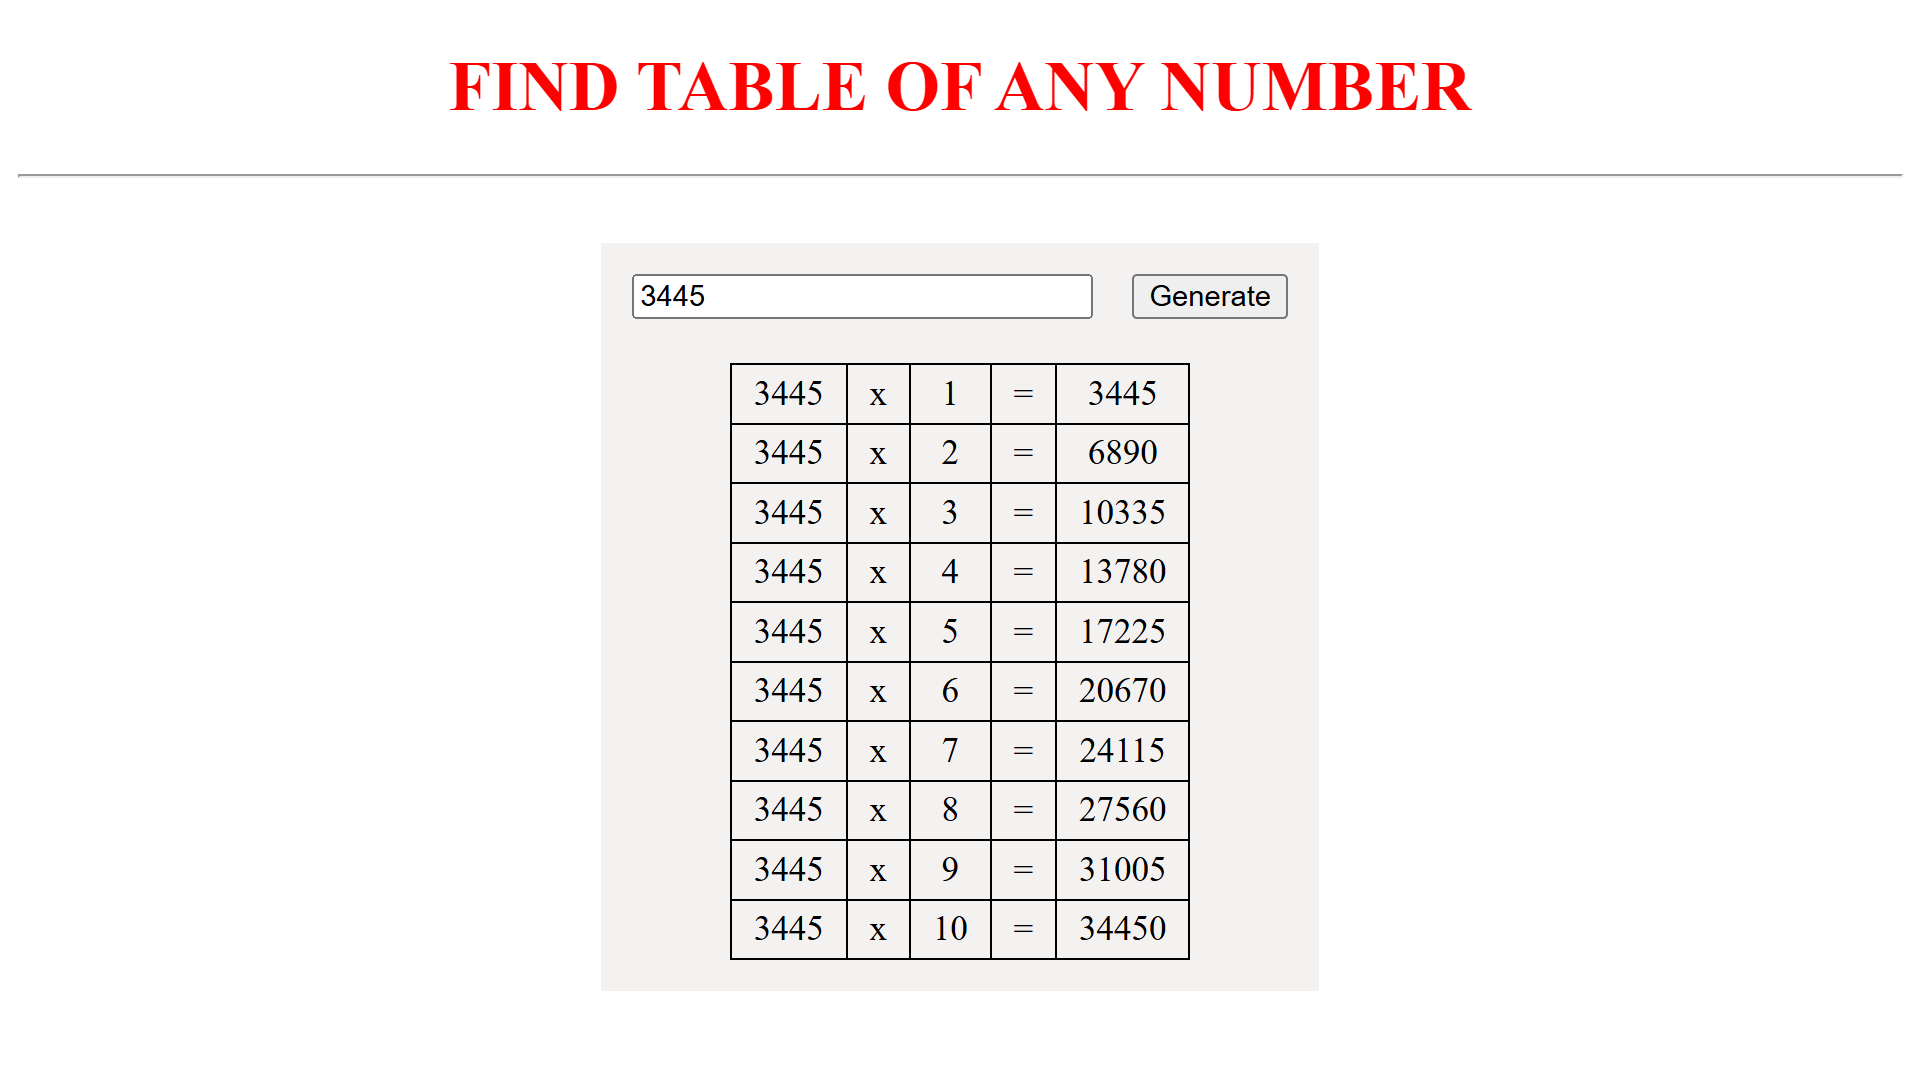 FIND TABLE OF ANY NUMBER
3445 Generate
3445 x 1 = 3445
3445 x 2 = 6890
3445 x 3 = 10335
3445 x 4 = 13780
3445 x 5 = 17225
3445 x 6 = 20670
3445 x 7 = 24115
3445 x 8 = 27560
3445 x 9 = 31005
3445 x 10 = 34450